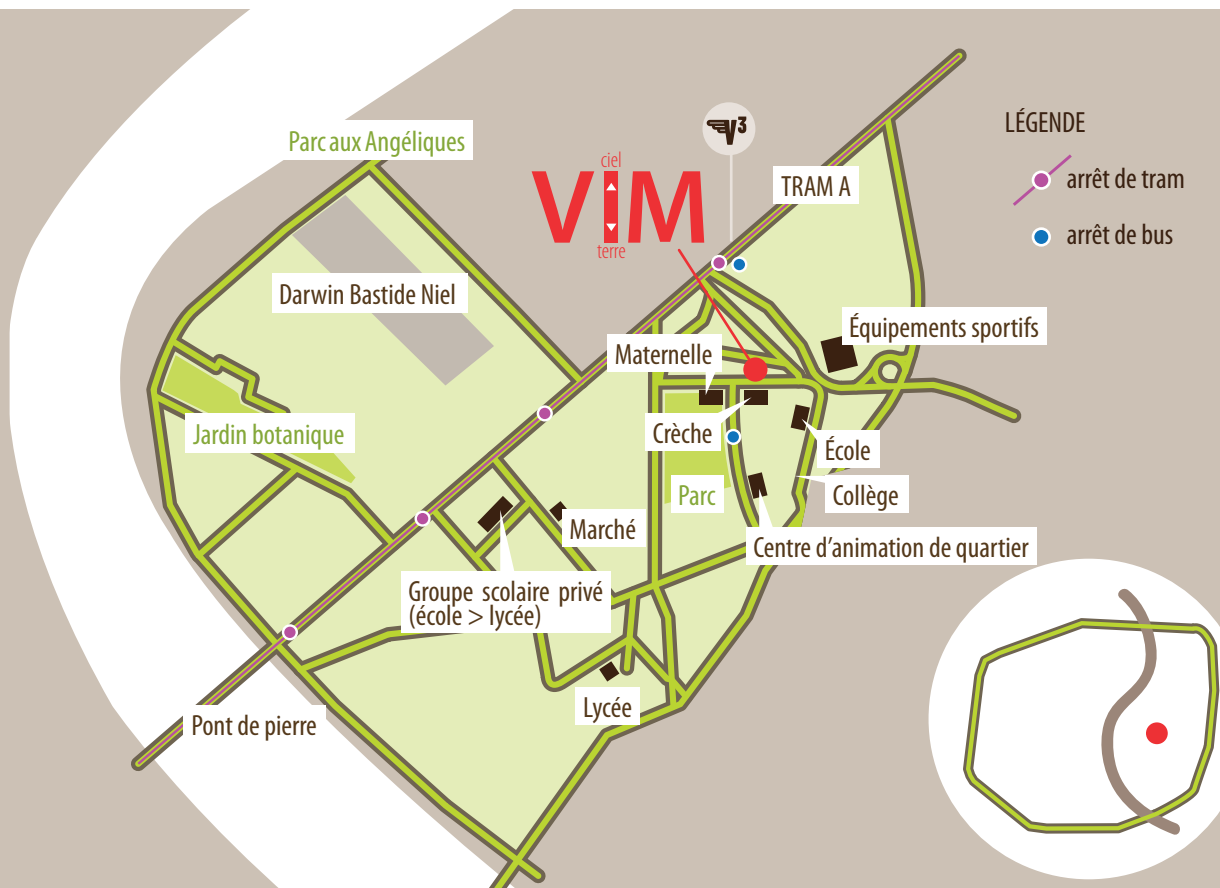 Parc aux Angéliques
V3
ciel
ViM
terre
TRAM A
LÉGENDE
arrêt de tram
arrêt de bus
Darwin Bastide Niel
Équipements sportifs
Maternelle
Crèche
Jardin botanique
École
Parc
Collège
Marché
Centre d'animation de quartier
Groupe scolaire privé
(école > lycée)
Lycée
Pont de pierre